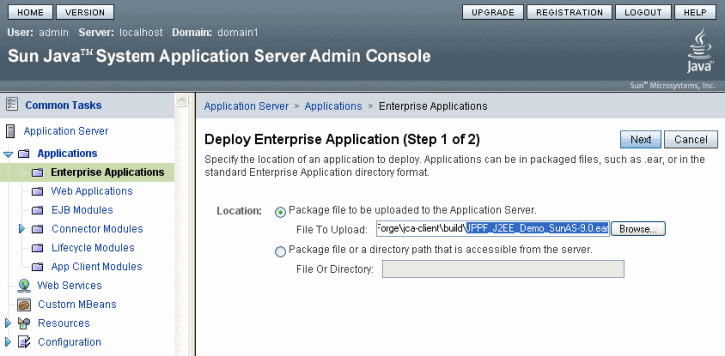 HOME VERSION UPGRADE REGISTRATION LOGOUT HELP
User: admin Server: localhost Domain: domain1
Sun Java™ System Application Server Admin Console
Java™
Sun™ Microsystems, Inc.
Common Tasks
Application Server
Applications
Enterprise Applications
Web Applications
EJB Modules
Connector Modules
Lifecycle Modules
App Client Modules
Web Services
Custom MBeans
Resources
Configuration
Application Server > Applications > Enterprise Applications
Deploy Enterprise Application (Step 1 of 2) Next Cancel
Specify the location of an application to deploy. Applications can be in packaged files, such as .ear, or in the
standard Enterprise Application directory format.
Location: Package file to be uploaded to the Application Server.
File To Upload: Forge\jca-client\build\JPPF_J2EE_Demo_SunAS-9.0.ear Browse...
Package file or a directory path that is accessible from the server.
File Or Directory: